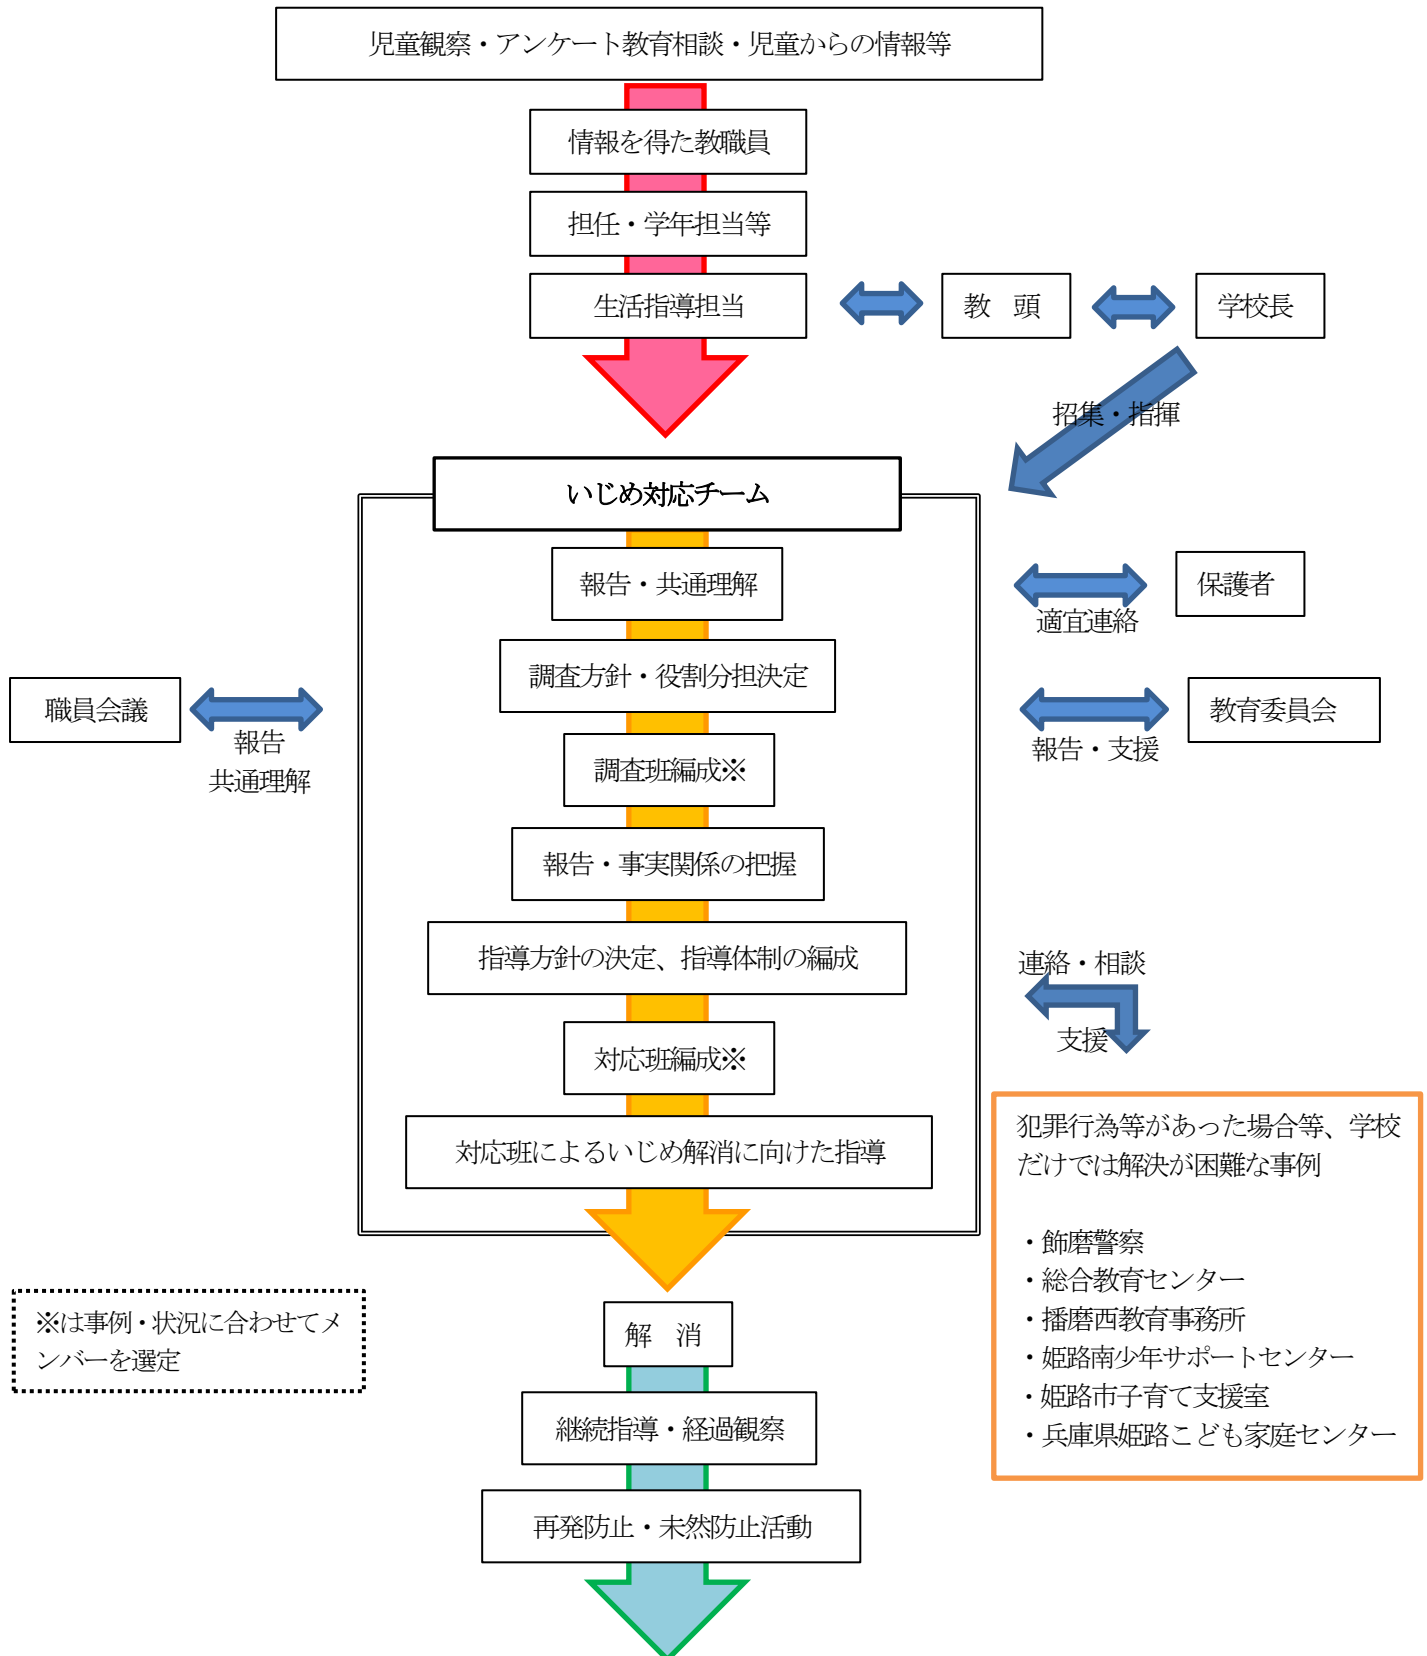 児童観察・アンケート教育相談・児童からの情報等
情報を得た教職員
担任・学年担当等
生活指導担当
教　頭
学校長
招集・指揮
いじめ対応チーム
報告・共通理解
保護者
適宜連絡
調査方針・役割分担決定
職員会議
報告
共通理解
教育委員会
報告・支援
調査班編成※
報告・事実関係の把握
指導方針の決定、指導体制の編成
連絡・相談
支援
対応班編成※
対応班によるいじめ解消に向けた指導
犯罪行為等があった場合等、学校
だけでは解決が困難な事例
・飾磨警察
・総合教育センター
・播磨西教育事務所
・姫路南少年サポートセンター
・姫路市子育て支援室
・兵庫県姫路こども家庭センター
※は事例・状況に合わせてメ
ンバーを選定
解　消
継続指導・経過観察
再発防止・未然防止活動